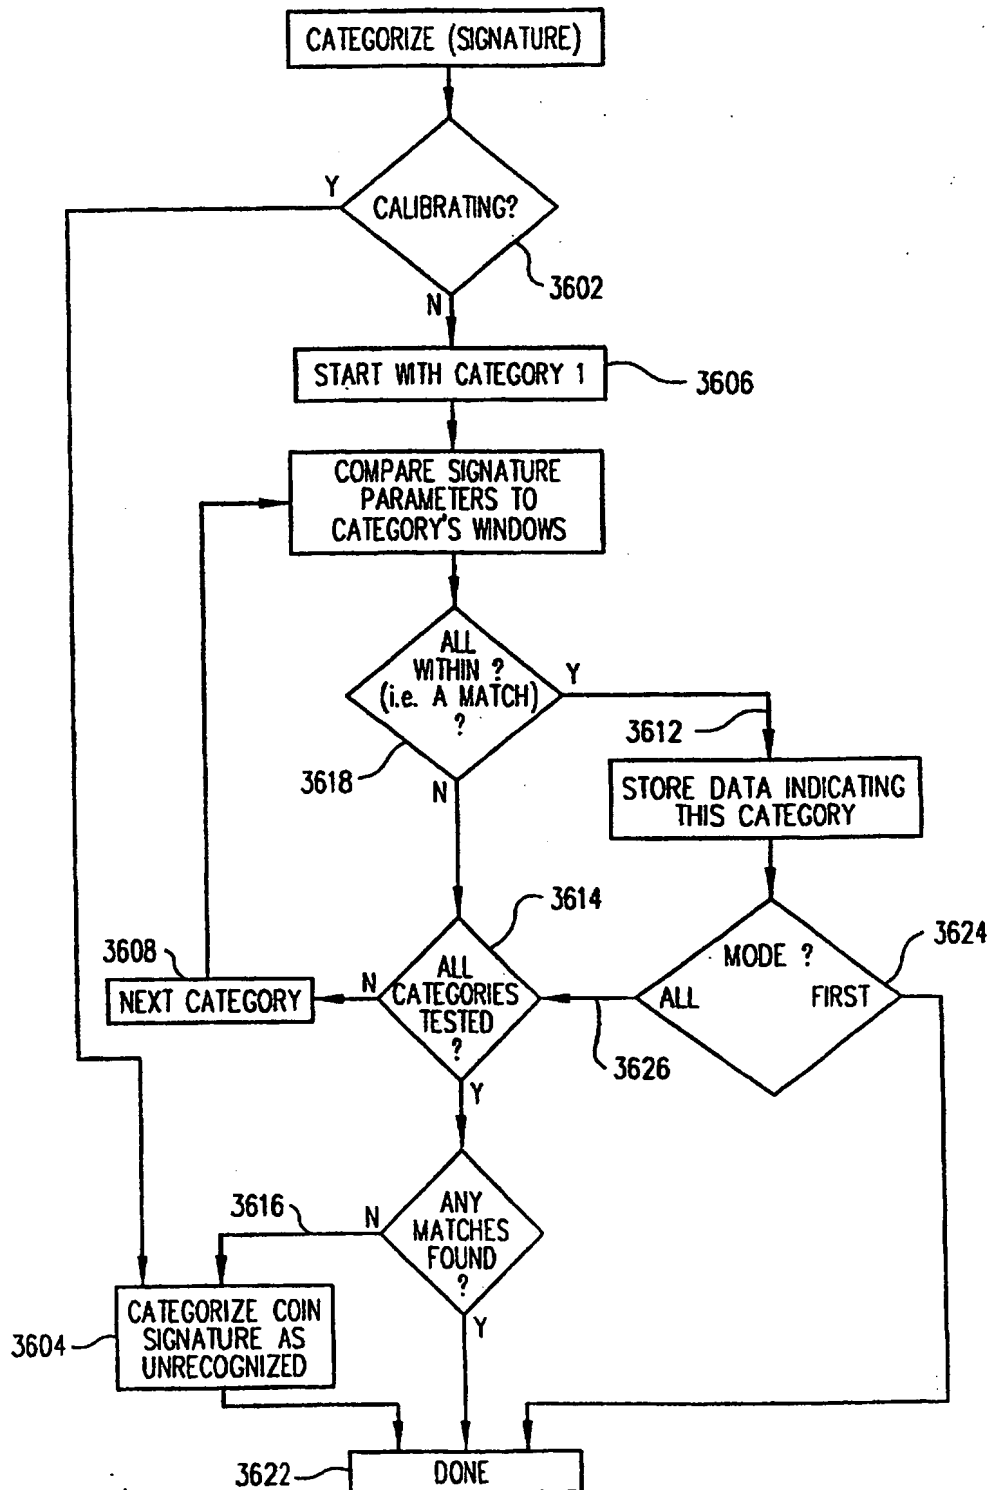 CATEGORIZE (SIGNATURE)
Y
CALIBRATING?
3602
N
START WITH CATEGORY 1
3606
COMPARE SIGNATURE
PARAMETERS TO
CATEGORY'S WINDOWS
ALL
WITHIN ?
(i.e. A MATCH)
?
Y
3612
3618
N
STORE DATA INDICATING
THIS CATEGORY
3614
3608
MODE ?
3624
NEXT CATEGORY
N
ALL
CATEGORIES
TESTED
?
ALL
FIRST
3626
Y
3616
N
ANY
MATCHES
FOUND
?
CATEGORIZE COIN
SIGNATURE AS
UNRECOGNIZED
3604
Y
3622
DONE